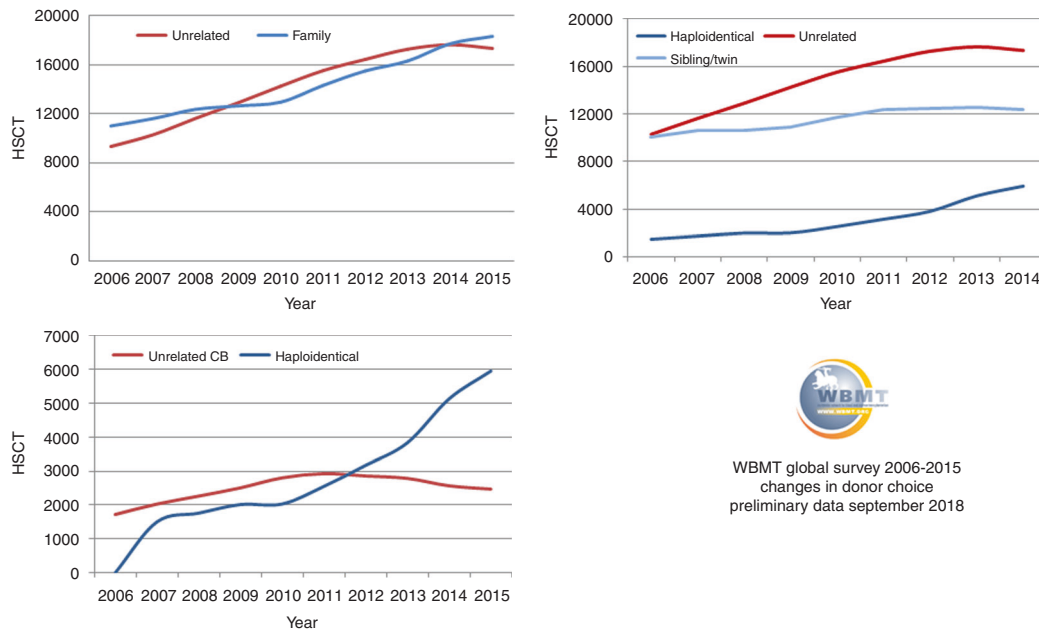 20000
16000
12000
8000
4000
0
HSCT
Unrelated Family
2006 2007 2008 2009 2010 2011 2012 2013 2014 2015
Year
20000
16000
12000
8000
4000
0
HSCT
Haploidentical Unrelated
Sibling/twin
2006 2007 2008 2009 2010 2011 2012 2013 2014
Year
7000
6000
5000
4000
3000
2000
1000
0
HSCT
Unrelated CB Haploidentical
2006 2007 2008 2009 2010 2011 2012 2013 2014 2015
Year
WBMT
WWW.WBMT.ORG
WBMT global survey 2006-2015
changes in donor choice
preliminary data september 2018